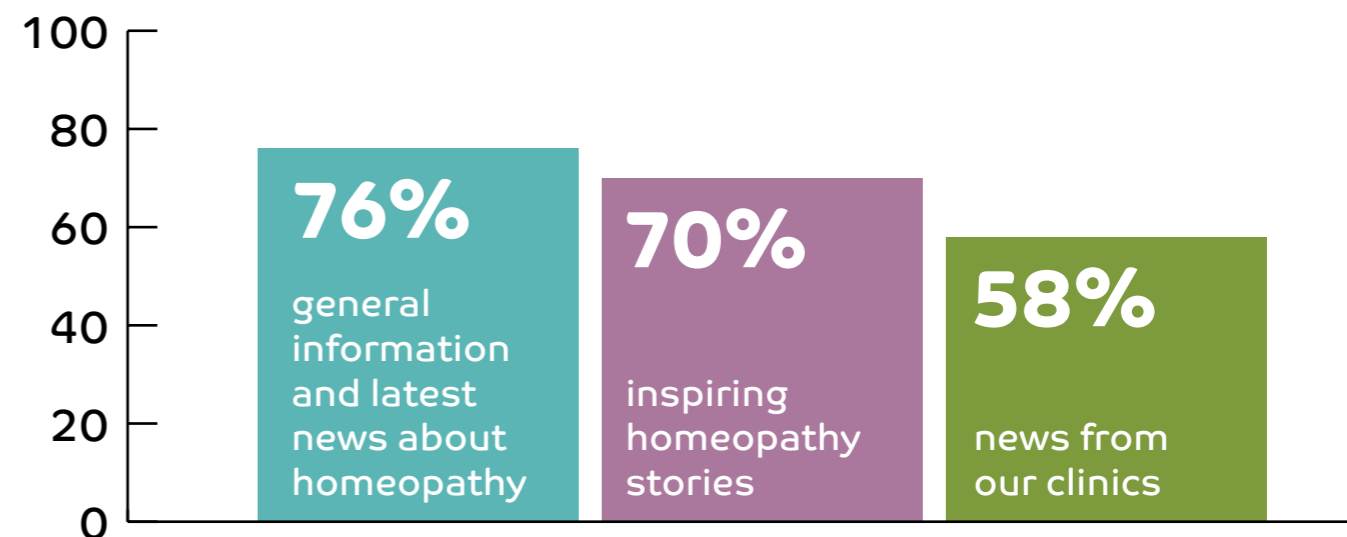 100
80
60
40
20
0
76%
general
information
and latest
news about
homeopathy
70%
inspiring
homeopathy
stories
58%
news from
our clinics